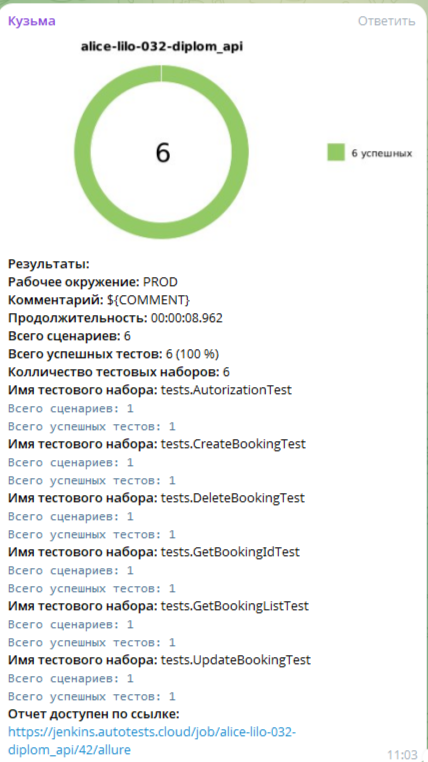 Кузьма
Ответить
alice-lilo-032-diplom_api
6
6 успешных
Результаты:
Рабочее окружение: PROD
Комментарий: ${COMMENT}
Продолжительность: 00:00:08.962
Всего сценариев: 6
Всего успешных тестов: 6 (100 %)
Колличество тестовых наборов: 6
Имя тестового набора: tests.AutorizationTest
Всего сценариев: 1
Всего успешных тестов: 1
Имя тестового набора: tests.CreateBookingTest
Всего сценариев: 1
Всего успешных тестов: 1
Имя тестового набора: tests.DeleteBookingTest
Всего сценариев: 1
Всего успешных тестов: 1
Имя тестового набора: tests.GetBookingIdTest
Всего сценариев: 1
Всего успешных тестов: 1
Имя тестового набора: tests.GetBookingListTest
Всего сценариев: 1
Всего успешных тестов: 1
Имя тестового набора: tests.UpdateBookingTest
Всего сценариев: 1
Всего успешных тестов: 1
Отчет доступен по ссылке:
https://jenkins.autotests.cloud/job/alice-lilo-032-
diplom_api/42/allure
11:03